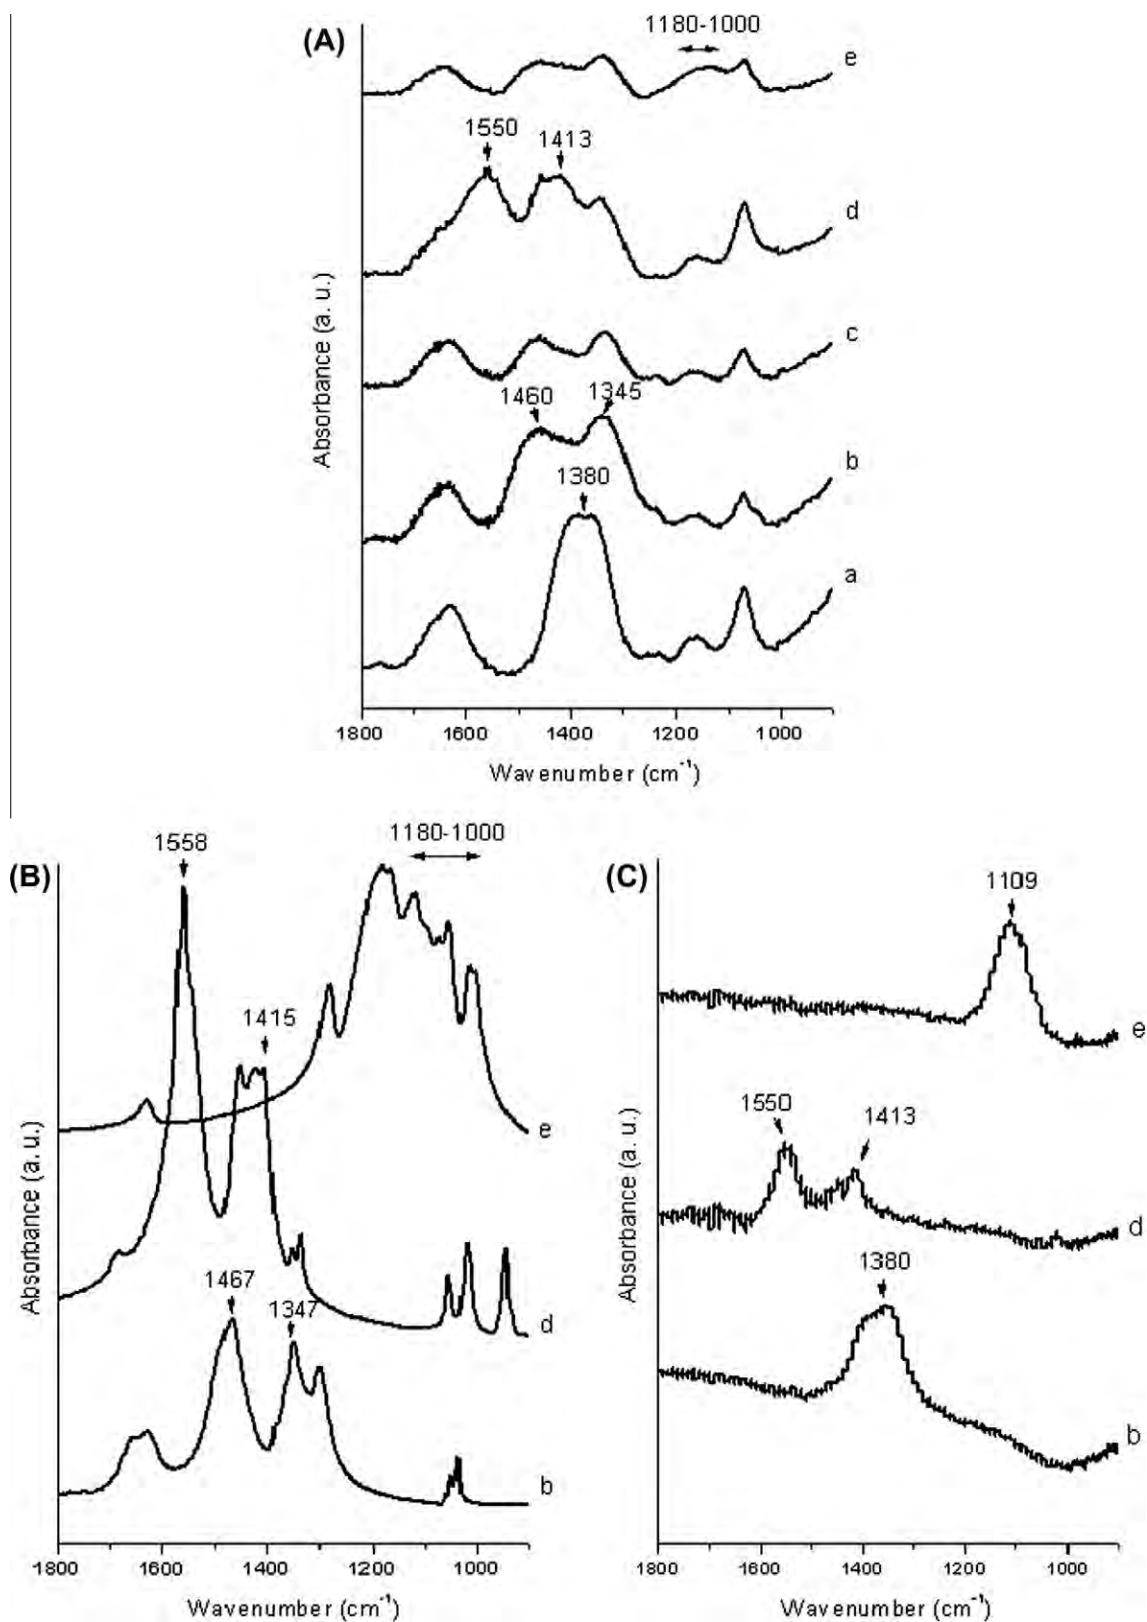 (A)
1180-1000
e
1550
1413
d
c
1460
1345
b
1380
a
Absorbance (a. u.)
1800
1600
1400
1200
1000
Wavenumber (cm⁻¹)
(B)
1558
1180-1000
1415
e
1467
1347
d
b
Absorbance (a. u.)
1800
1600
1400
1200
1000
Wavenumber (cm⁻¹)
(C)
1109
e
1550
1413
d
1380
b
Absorbance (a. u.)
1800
1600
1400
1200
1000
Wavenumber (cm⁻¹)